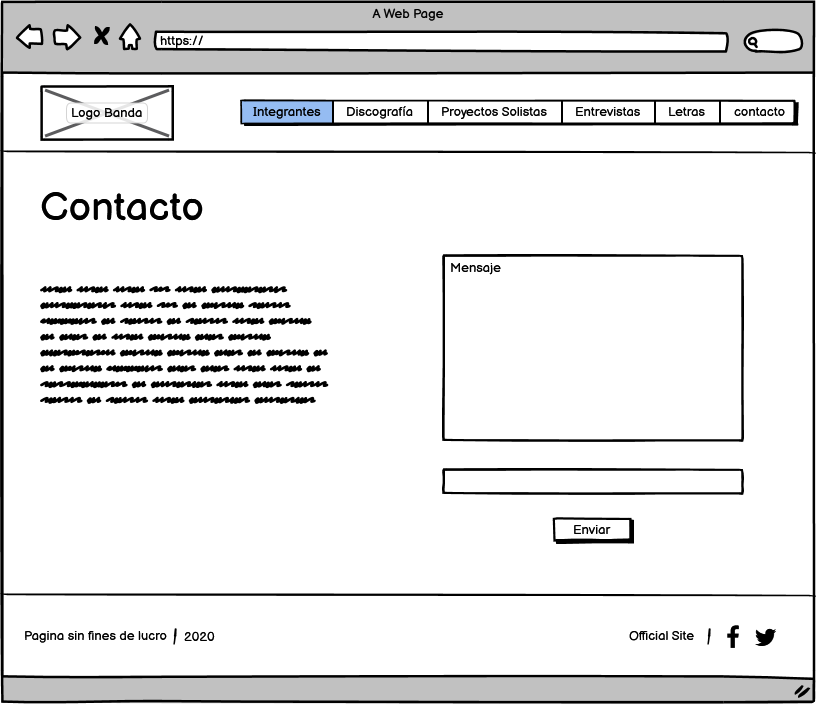 A Web Page
https://
Logo Banda
Integrantes Discografía Proyectos Solistas Entrevistas Letras contacto
Contacto
Mensaje
Enviar
Pagina sin fines de lucro | 2020
Official Site |